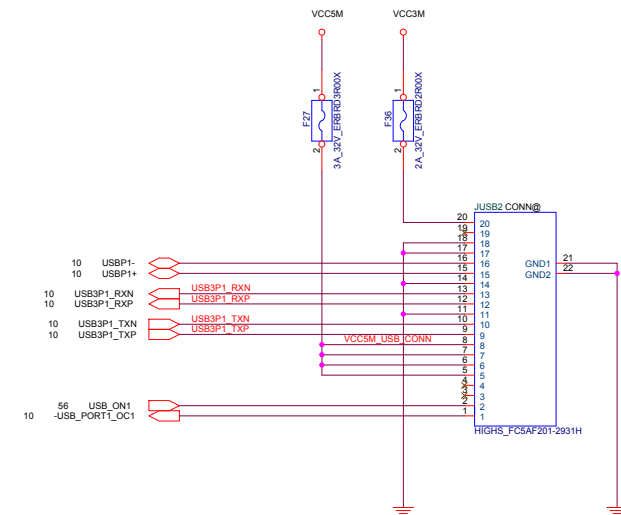 VCC5M
VCC3M
1
F27
2
3A_32V_ERBRD3R00X
1
F36
2
2A_32V_ERBRD2R00X
JUSB2 CONN@
20 20
19 19
18 18
17 17
10 USBP1- 16 16
10 USBP1+ 15 15
14 14
10 USB3P1_RXN USB3P1_RXN 13 13
10 USB3P1_RXP USB3P1_RXP 12 12
11 11
10 USB3P1_TXN USB3P1_TXN 10 10
10 USB3P1_TXP USB3P1_TXP 9 9
VCC5M_USB_CONN 8 8
7 7
6 6
5 5
4 4
3 3
56 USB_ON1 2 2
10 -USB_PORT1_OC1 1 1
GND1 21
GND2 22
HIGHS_FC5AF201-2931H